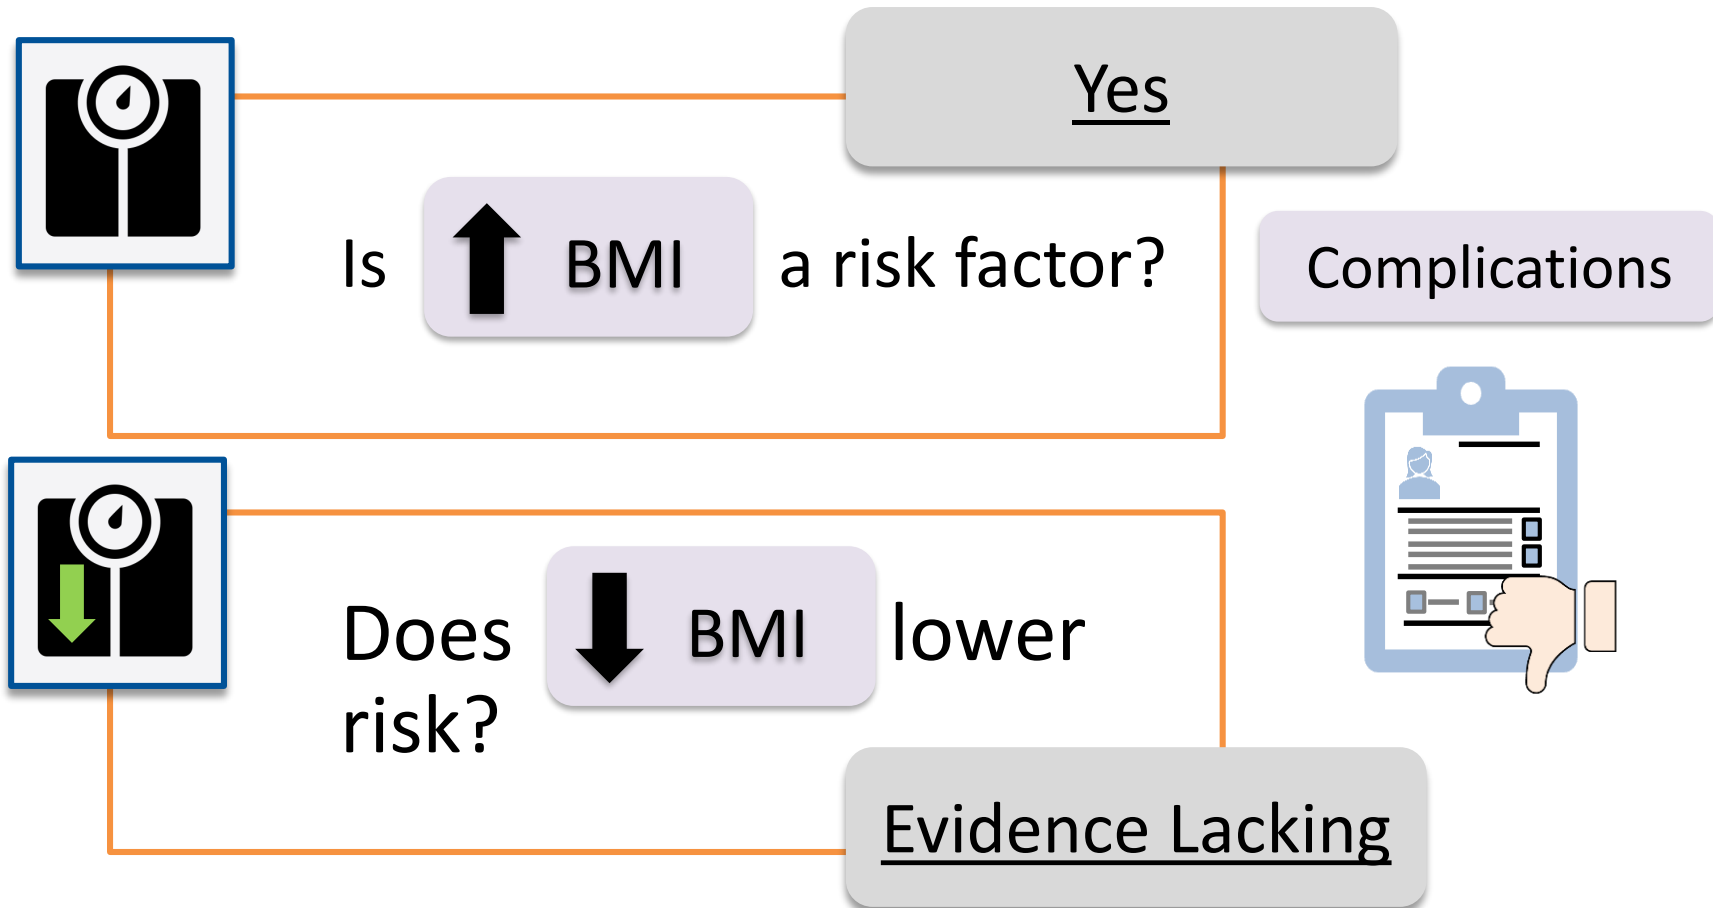 Yes
Is BMI a risk factor?
Complications
Does BMI lower
risk?
Evidence Lacking